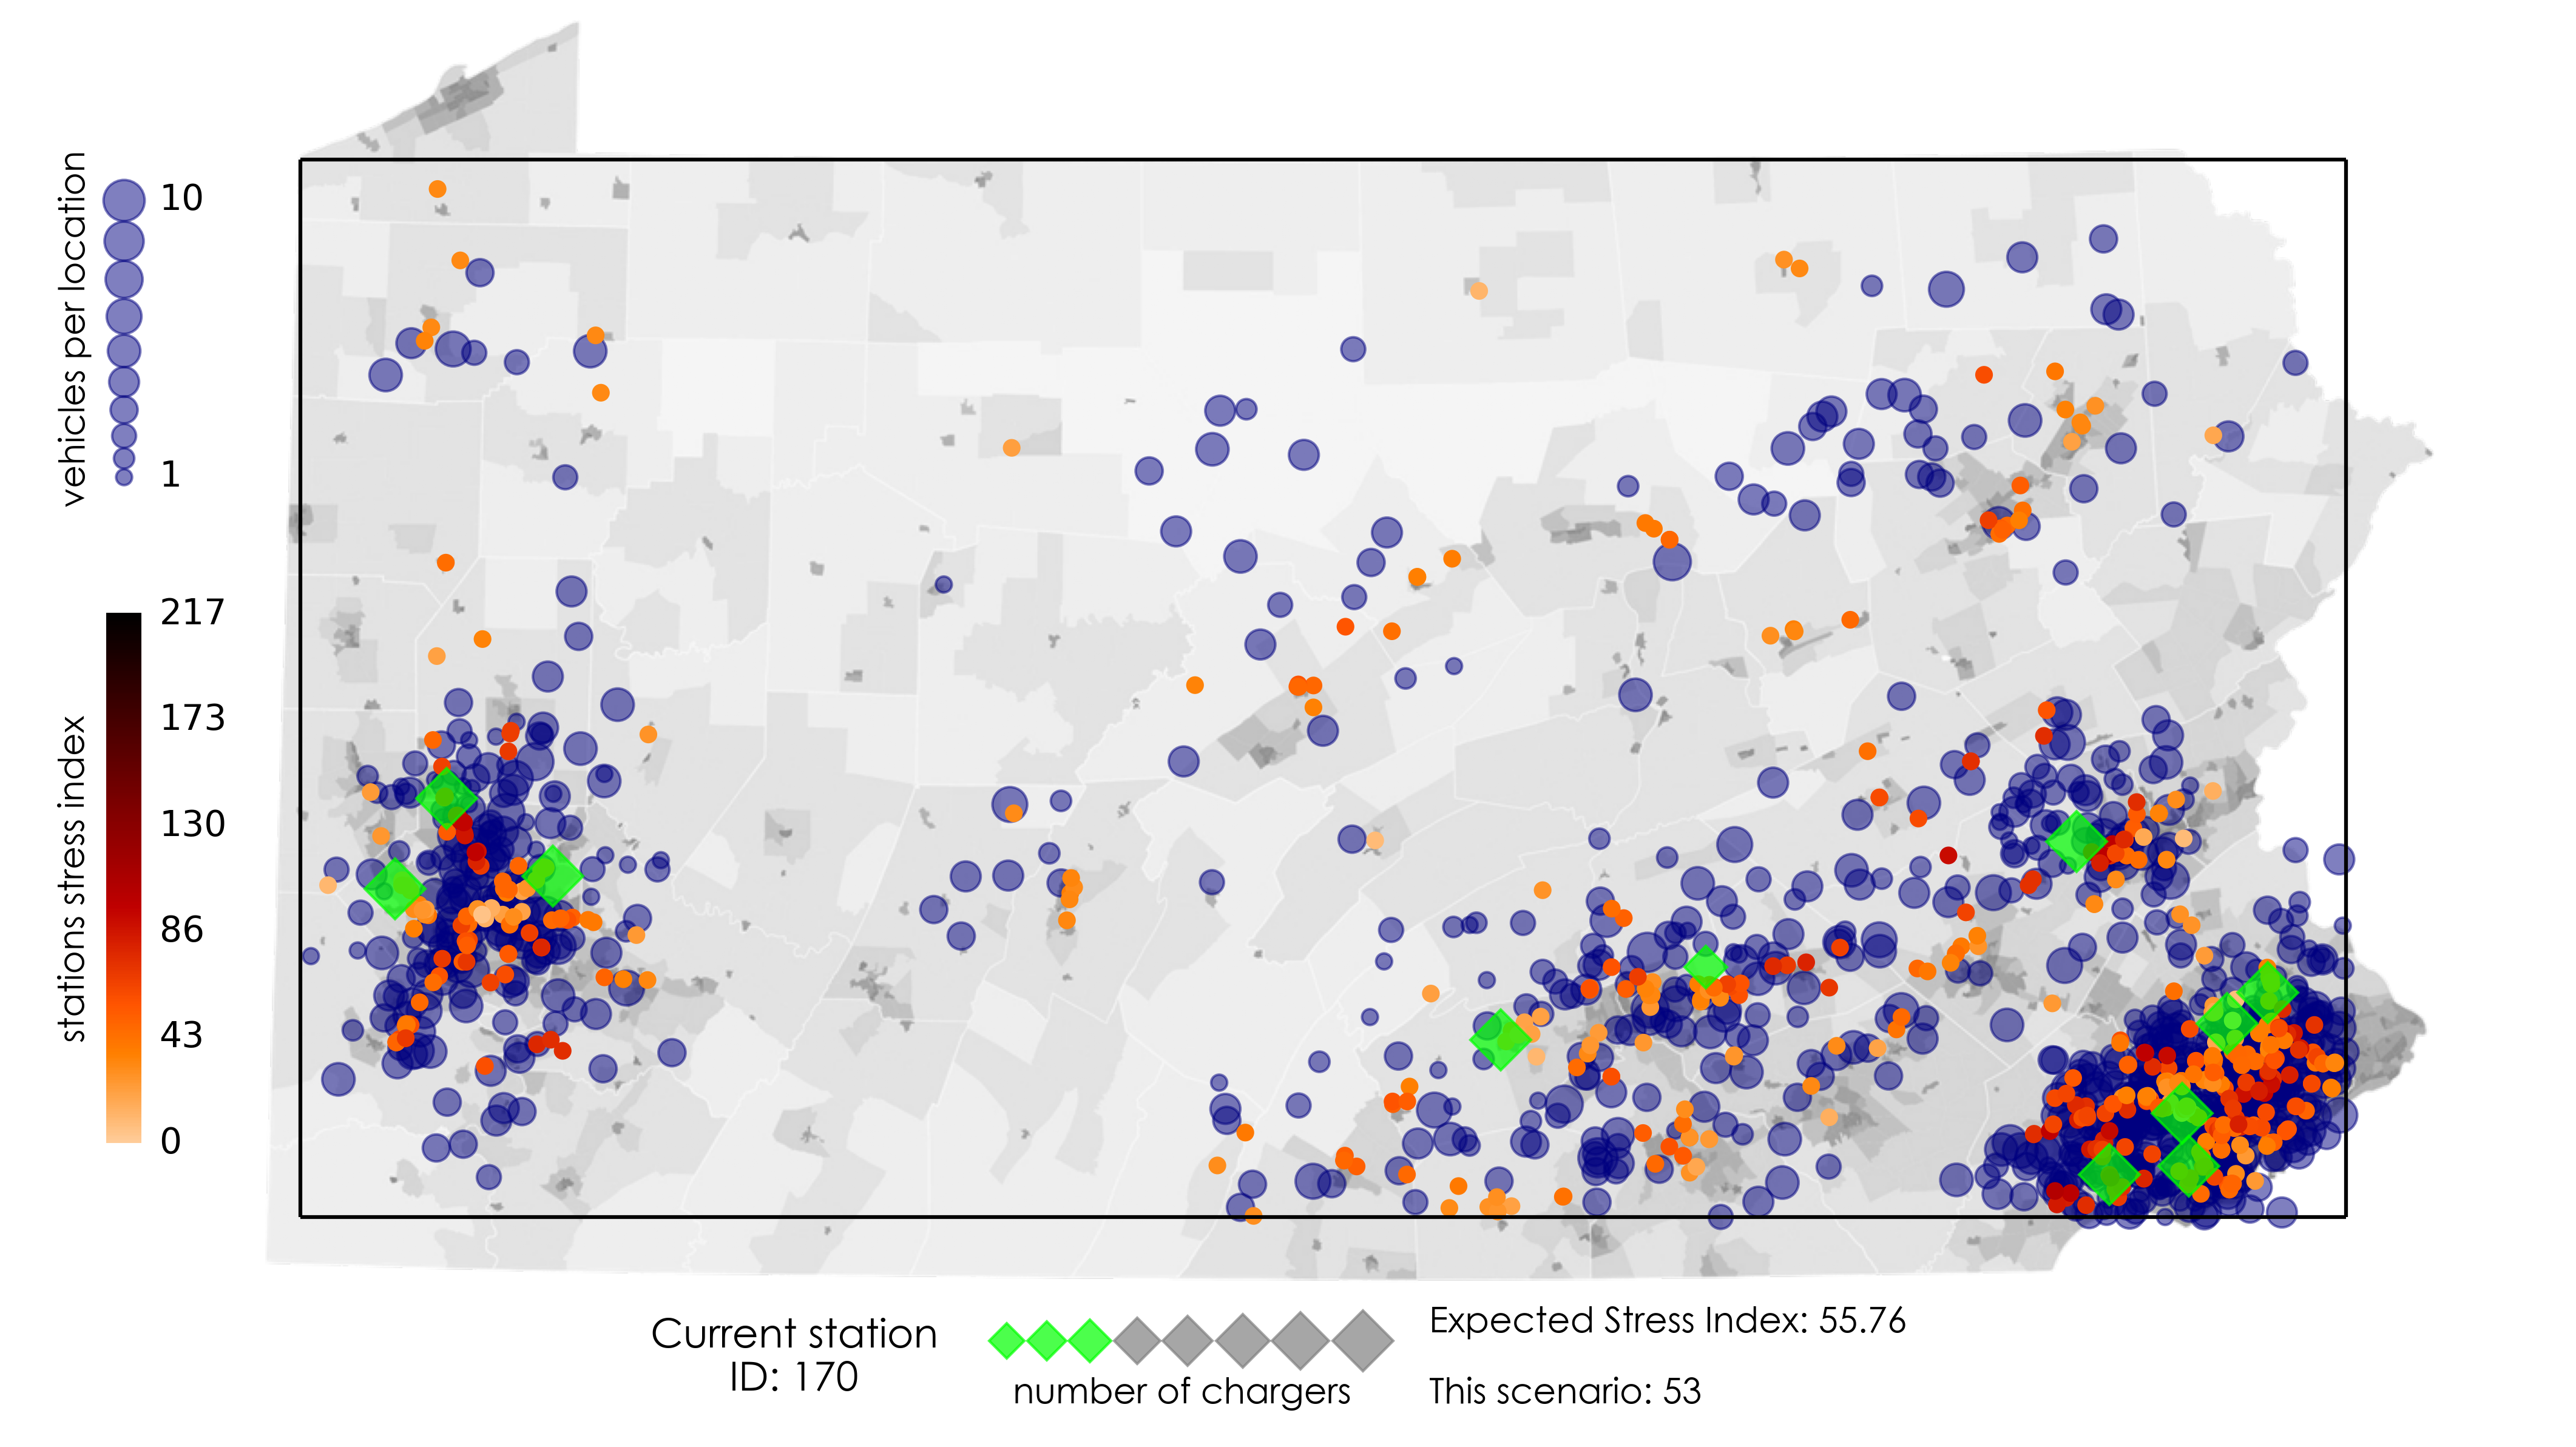 vehicles per location
10
1
stations stress index
217
173
130
86
43
0
Current station
ID: 170
number of chargers
Expected Stress Index: 55.76
This scenario: 53